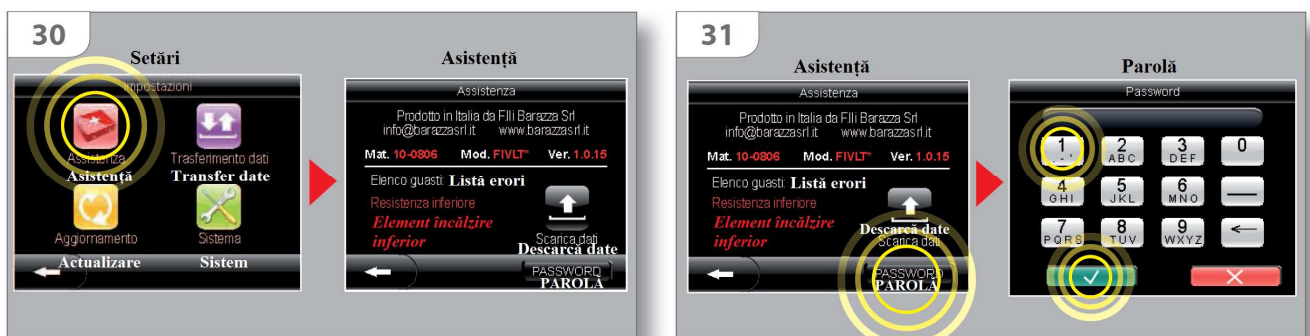 30
Setări
Impostazioni
Assistenza
Asistență
Trasferimento dati
Transfer date
Aggiornamento
Actualizare
Sistema
Sistem
Asistență
Assistenza
Prodotto in Italia da Flli Barazza Srl
info@barazzasrl.it www.barazzasrl.it
Mat. 10-0806 Mod. FIVLT* Ver. 1.0.15
Elenco guasti: Listă erori
Resistenza inferiore
Element încălzire
inferior
Scarica dati
Descarcă date
PASSWORD
PAROLĂ
31
Asistență
Assistenza
Prodotto in Italia da Flli Barazza Srl
info@barazzasrl.it www.barazzasrl.it
Mat. 10-0806 Mod. FIVLT* Ver. 1.0.15
Elenco guasti: Listă erori
Resistenza inferiore
Element încălzire
inferior
Descarcă date
Scarica dati
PASSWORD
PAROLĂ
Parolă
Password
1 2 3 0
. - ' ABC DEF
4 5 6
GHI JKL MNO
7 8 9
PQRS TUV WXYZ